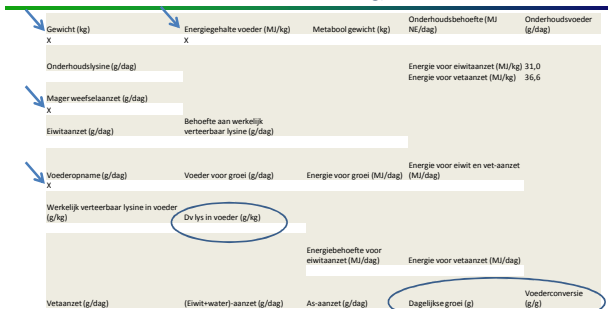 Onderhoudsbehoefte (MJ Onderhoudsvoeder
Gewicht (kg) Energiegehalte voeder (MJ/kg) Metabool gewicht (kg) NE/dag) (g/dag)
X X
Onderhoudslysine (g/dag) Energie voor eiwitaanzet (MJ/kg) 31,0
Energie voor vetaanzet (MJ/kg) 36,6
Mager weefselaanzet (g/dag)
X
Behoefte aan werkelijk
Eiwitaanzet (g/dag) verteerbaar lysine (g/dag)
Energie voor eiwit en vet-aanzet
Voederopname (g/dag) Voeder voor groei (g/dag) Energie voor groei (MJ/dag) (MJ/dag)
X
Werkelijk verteerbaar lysine in voeder
(g/kg) Dv lys in voeder (g/kg)
Energiebehoefte voor
eiwitaanzet (MJ/dag) Energie voor vetaanzet (MJ/dag)
Voederconversie
Vetaanzet (g/dag) (Eiwit+water)-aanzet (g/dag) As-aanzet (g/dag) Dagelijkse groei (g) (g/g)